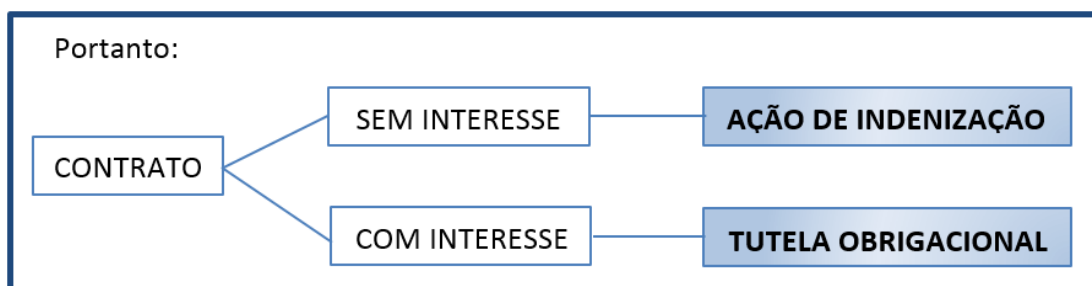 Portanto:
SEM INTERESSE
AÇÃO DE INDENIZAÇÃO
CONTRATO
COM INTERESSE
TUTELA OBRIGACIONAL